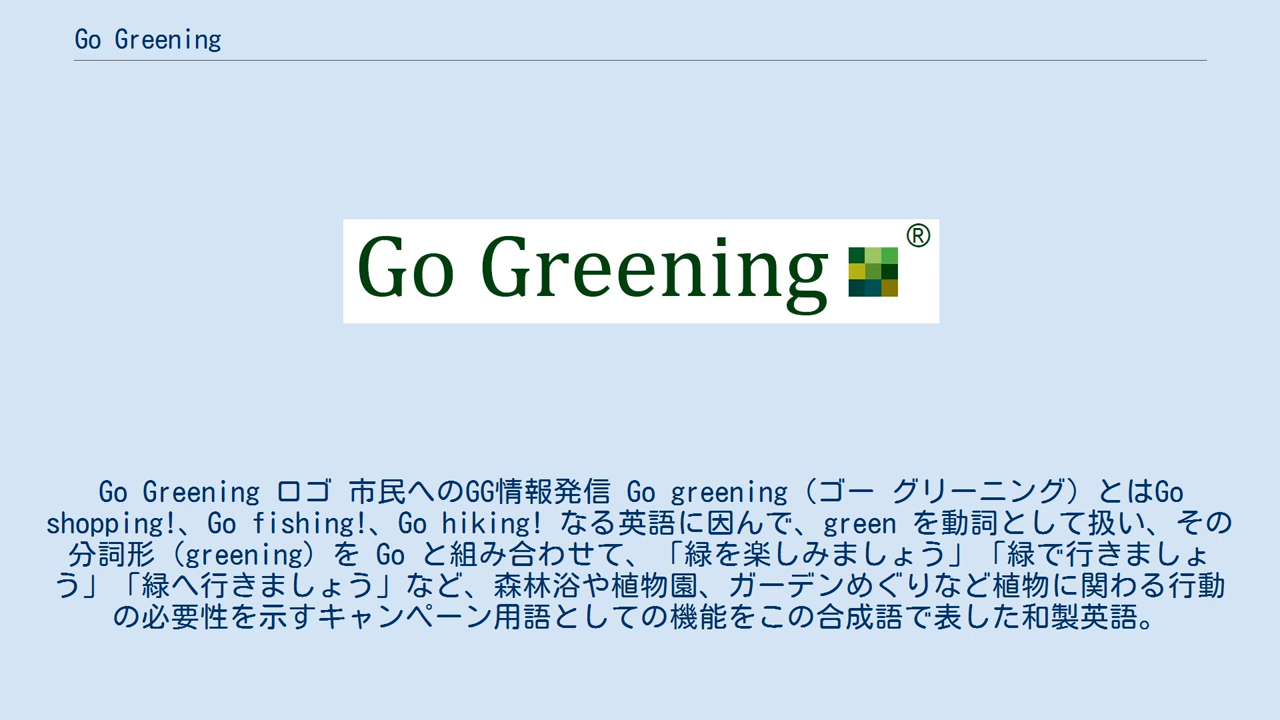 Go Greening
Go Greening ®
Go Greening ロゴ 市民へのGG情報発信 Go greening（ゴー グリーニング）とはGo
shopping!、Go fishing!、Go hiking! なる英語に因んで、green を動詞として扱い、その
分詞形（greening）を Go と組み合わせて、「緑を楽しみましょう」「緑で行きましょ
う」「緑へ行きましょう」など、森林浴や植物園、ガーデンめぐりなど植物に関わる行動
の必要性を示すキャンペーン用語としての機能をこの合成語で表した和製英語。